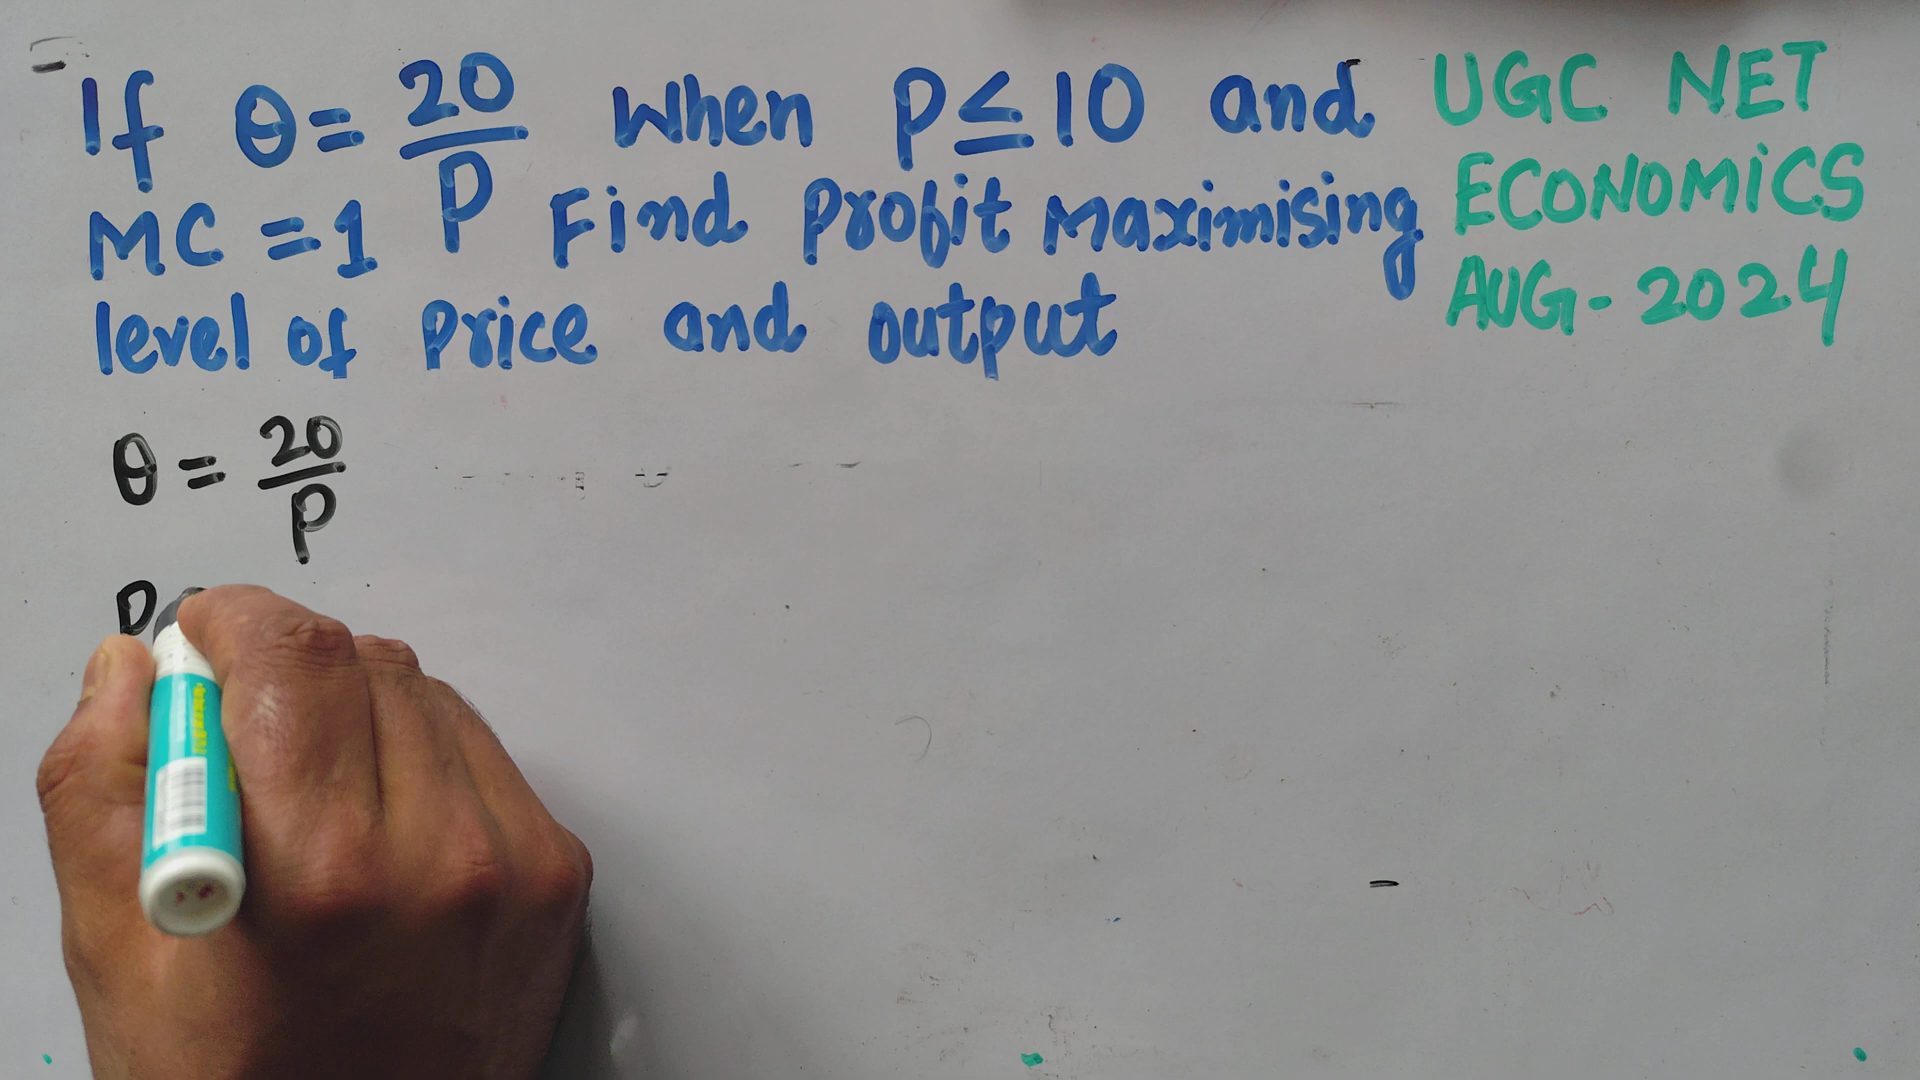 If θ = 20/P when P ≤ 10 and
MC = 1 Find Profit Maximising
level of Price and output
UGC NET
ECONOMiCS
AUG-2024
θ = 20/P
P